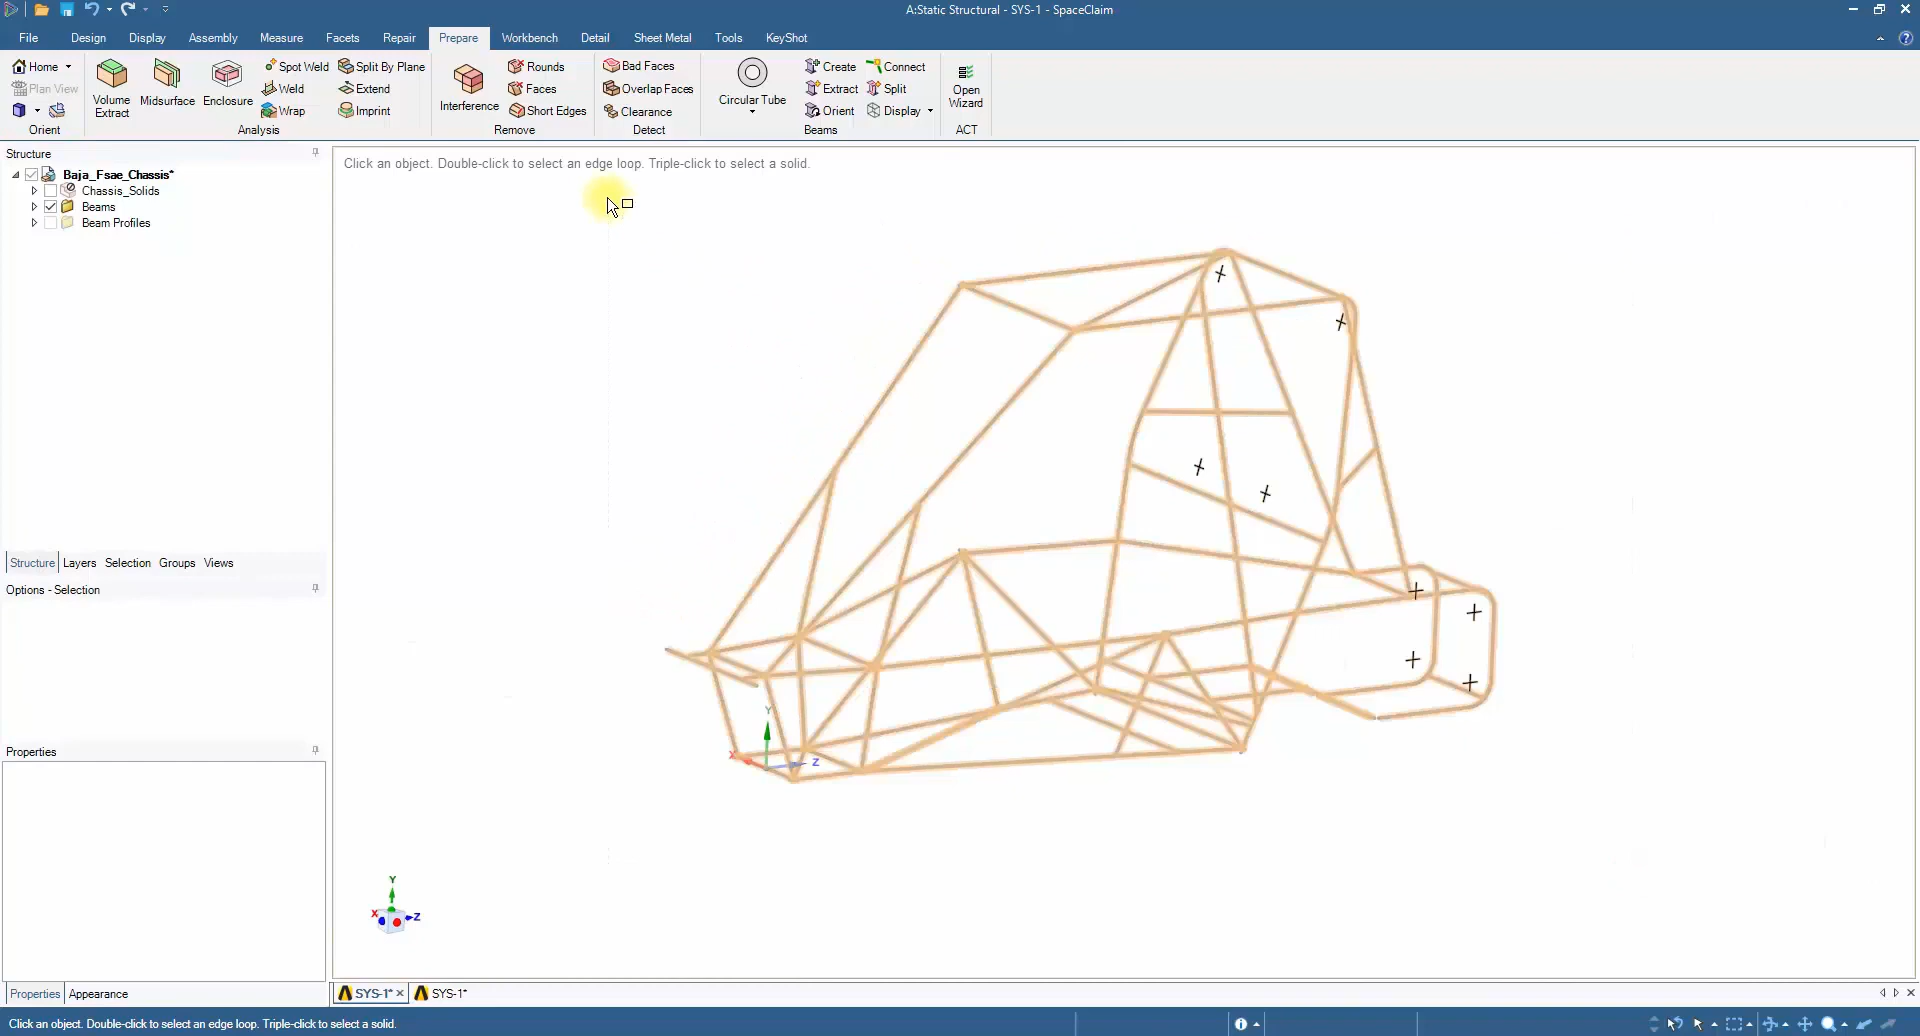 A:Static Structural - SYS-1 - SpaceClaim
File Design Display Assembly Measure Facets Repair Prepare Workbench Detail Sheet Metal Tools KeyShot
Home
Plan View
Orient
Volume Extract
Midsurface
Enclosure
Spot Weld
Weld
Wrap
Split By Plane
Extend
Imprint
Analysis
Interference
Rounds
Faces
Short Edges
Remove
Bad Faces
Overlap Faces
Clearance
Detect
Circular Tube
Create
Extract
Orient
Connect
Split
Display
Beams
Open Wizard
ACT
Structure
Baja_Fsae_Chassis*
Chassis_Solids
Beams
Beam Profiles
Structure Layers Selection Groups Views
Options - Selection
Properties
Properties Appearance
Click an object. Double-click to select an edge loop. Triple-click to select a solid.
Y
X
Z
Y
X
Z
SYS-1* SYS-1*
Click an object. Double-click to select an edge loop. Triple-click to select a solid.